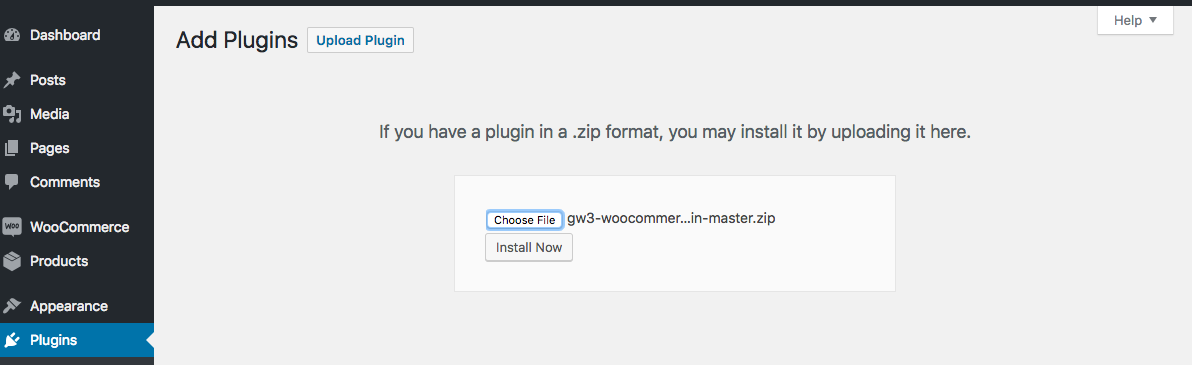 Help
Dashboard
Add Plugins
Upload Plugin
Posts
Media
Pages
Comments
WOO
WooCommerce
Products
Appearance
Plugins
If you have a plugin in a .zip format, you may install it by uploading it here.
Choose File gw3-woocommer...in-master.zip
Install Now